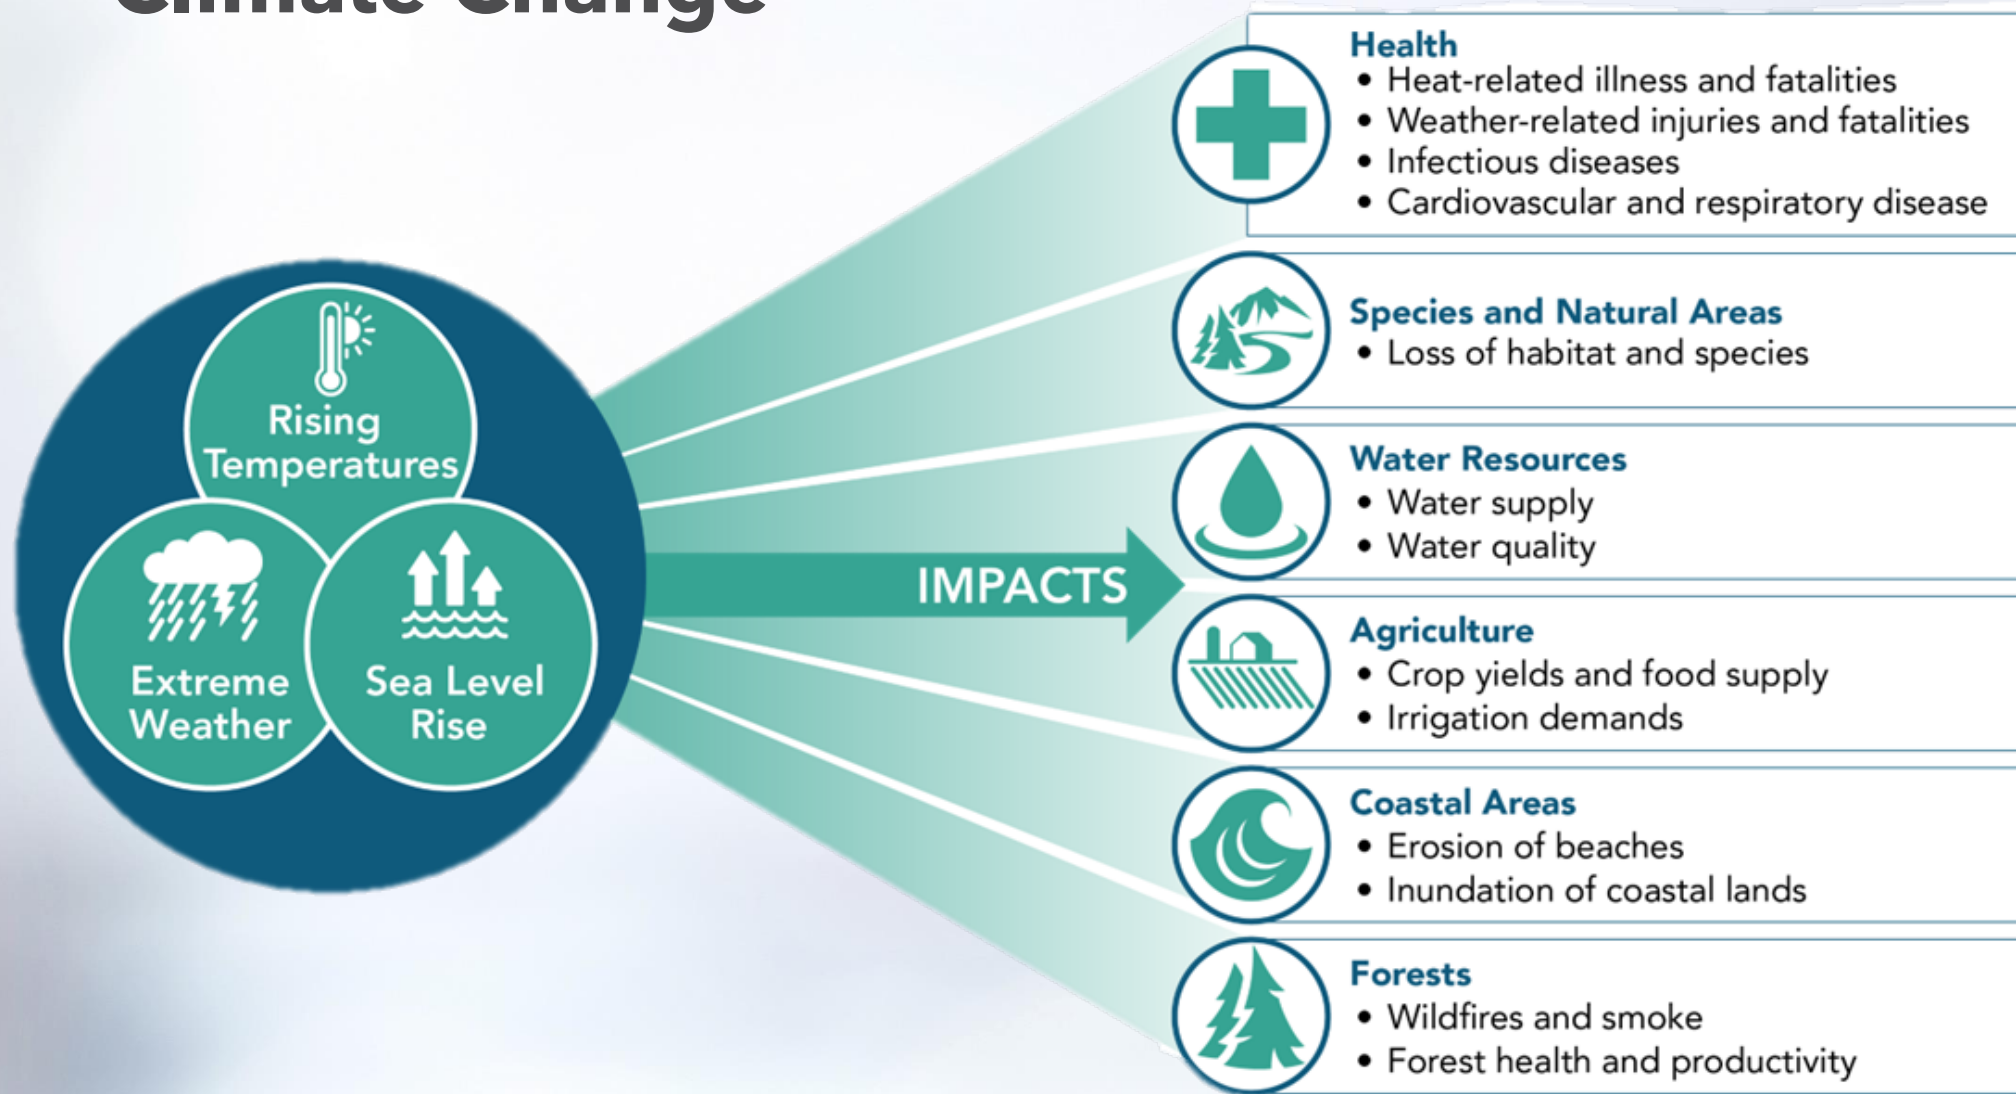 Climate Change
Rising
Temperatures
Extreme
Weather
Sea Level
Rise
IMPACTS
Health
• Heat-related illness and fatalities
• Weather-related injuries and fatalities
• Infectious diseases
• Cardiovascular and respiratory disease
Species and Natural Areas
• Loss of habitat and species
Water Resources
• Water supply
• Water quality
Agriculture
• Crop yields and food supply
• Irrigation demands
Coastal Areas
• Erosion of beaches
• Inundation of coastal lands
Forests
• Wildfires and smoke
• Forest health and productivity